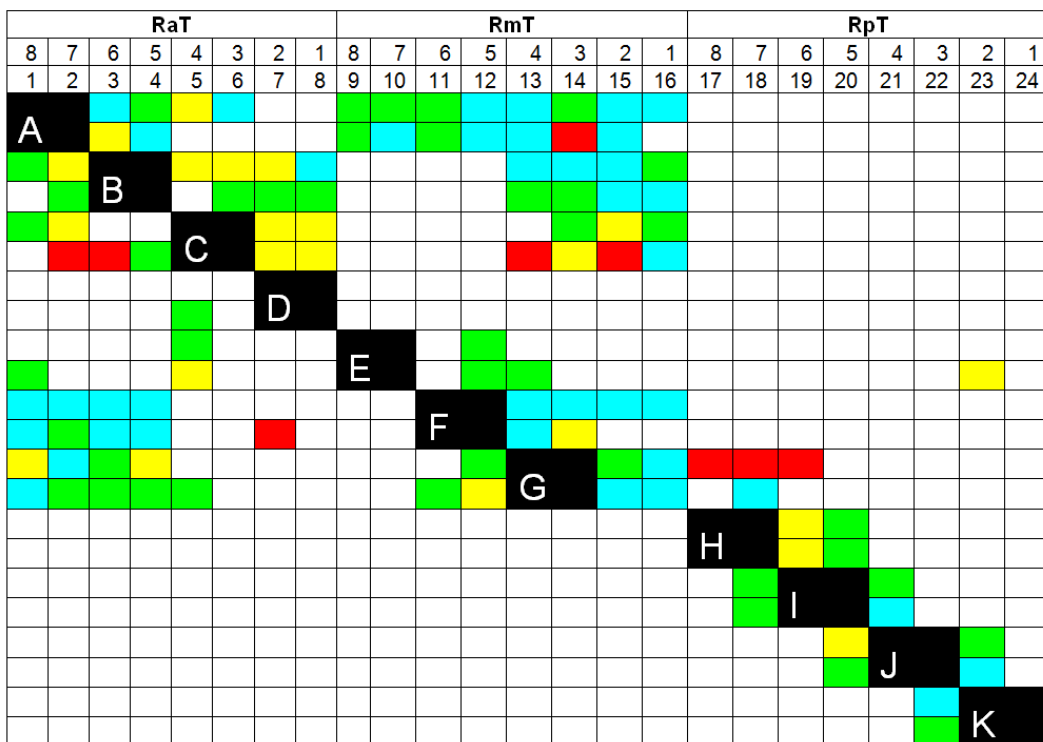 RaT RmT RpT
8 7 6 5 4 3 2 1 8 7 6 5 4 3 2 1 8 7 6 5 4 3 2 1
1 2 3 4 5 6 7 8 9 10 11 12 13 14 15 16 17 18 19 20 21 22 23 24
A
B
C
D
E
F
G
H
I
J
K